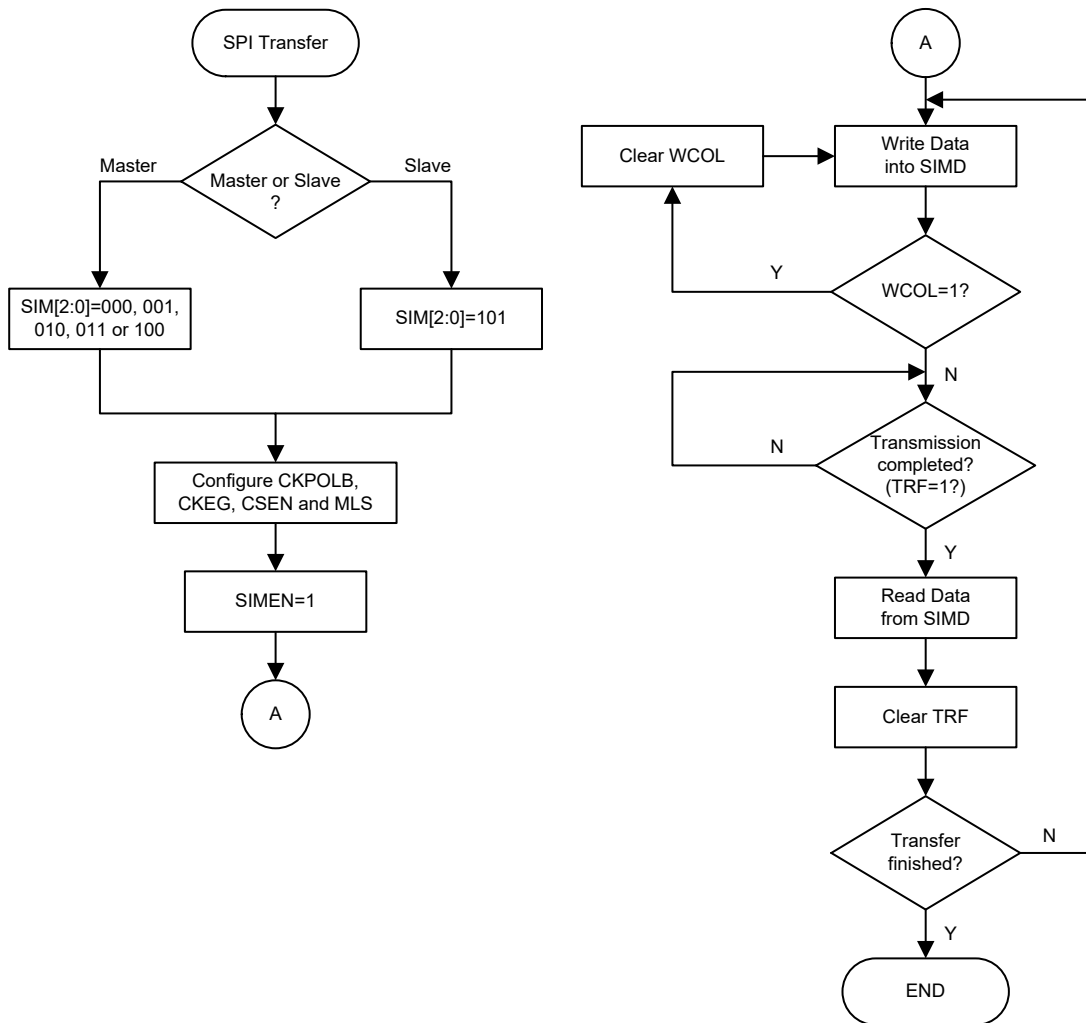 SPI Transfer
Master
Master or Slave
?
Slave
SIM[2:0]=000, 001,
010, 011 or 100
SIM[2:0]=101
Configure CKPOLB,
CKEG, CSEN and MLS
SIMEN=1
A
A
Write Data
into SIMD
Clear WCOL
WCOL=1?
Y
N
Transmission
completed?
(TRF=1?)
N
Y
Read Data
from SIMD
Clear TRF
Transfer
finished?
N
Y
END